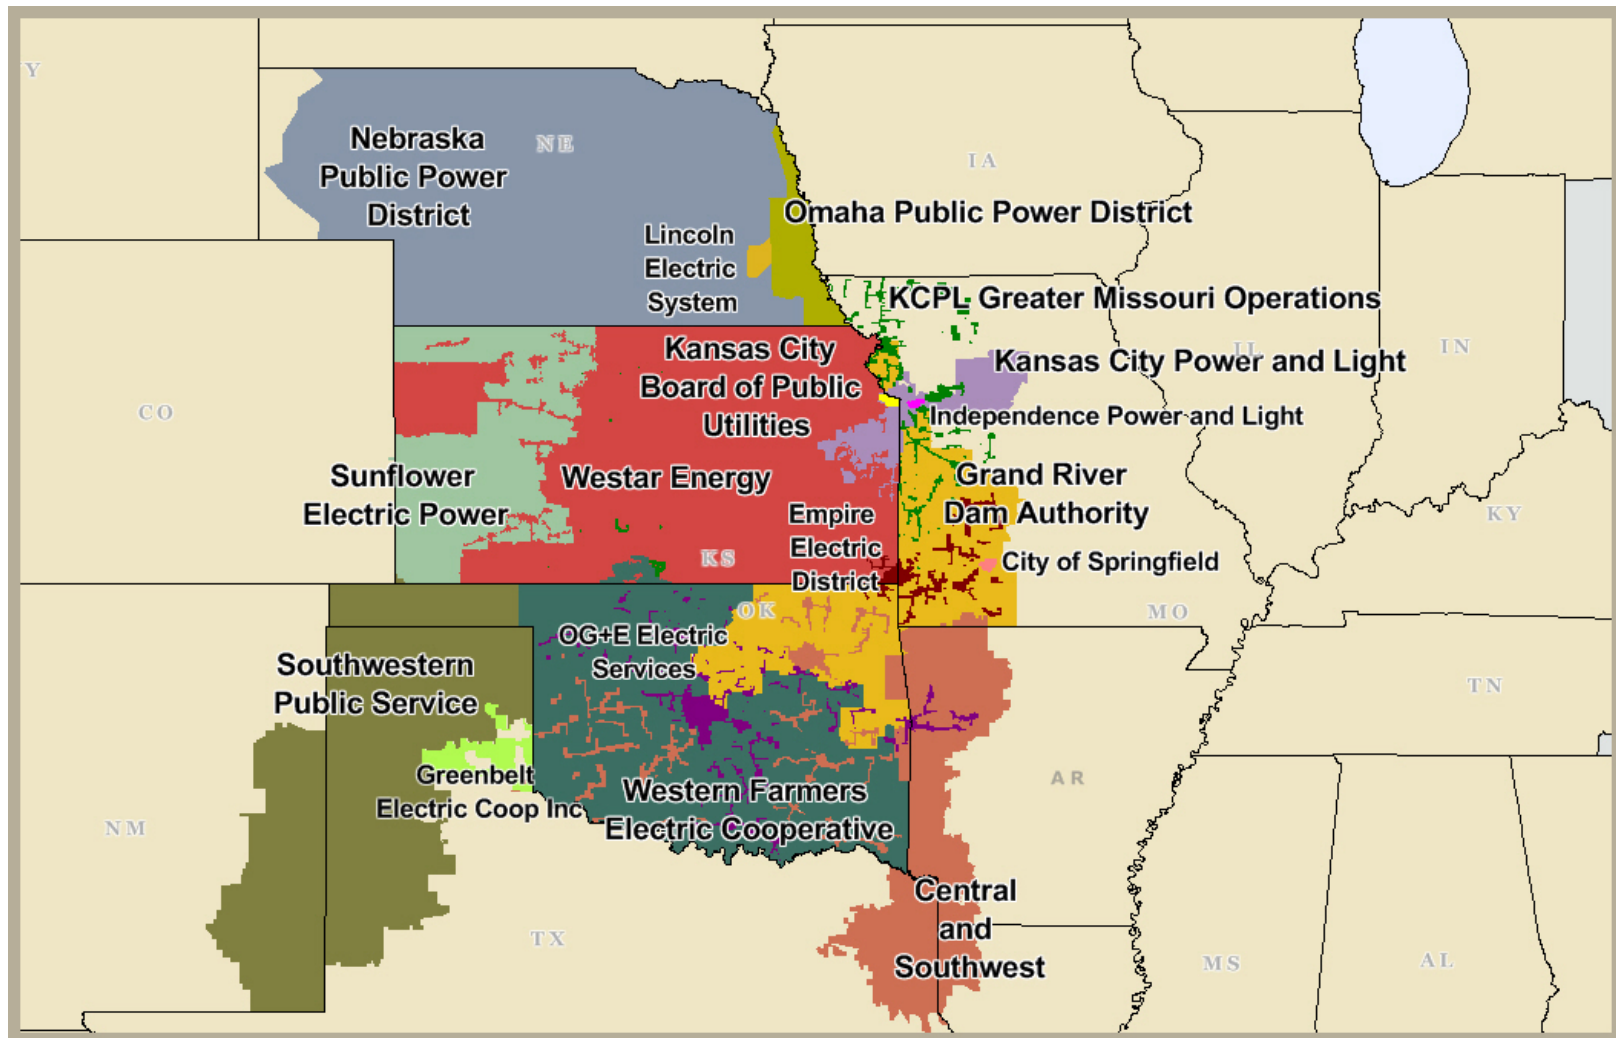 Y
Nebraska
Public Power
District
NE
IA
Omaha Public Power District
Lincoln
Electric
System
KCPL Greater Missouri Operations
Kansas City
Board of Public
Utilities
Kansas City Power and Light
IL
IN
CO
Independence Power and Light
Sunflower
Electric Power
Westar Energy
Grand River
Dam Authority
Empire
Electric
District
KS
City of Springfield
KY
OK
MO
OG+E Electric
Services
Southwestern
Public Service
TN
Greenbelt
Electric Coop Inc
Western Farmers
Electric Cooperative
AR
NM
Central
and
Southwest
TX
MS
AL